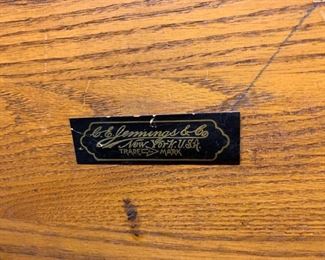 C.E. Jennings & Co
New York, U.S.A.
TRADE MARK